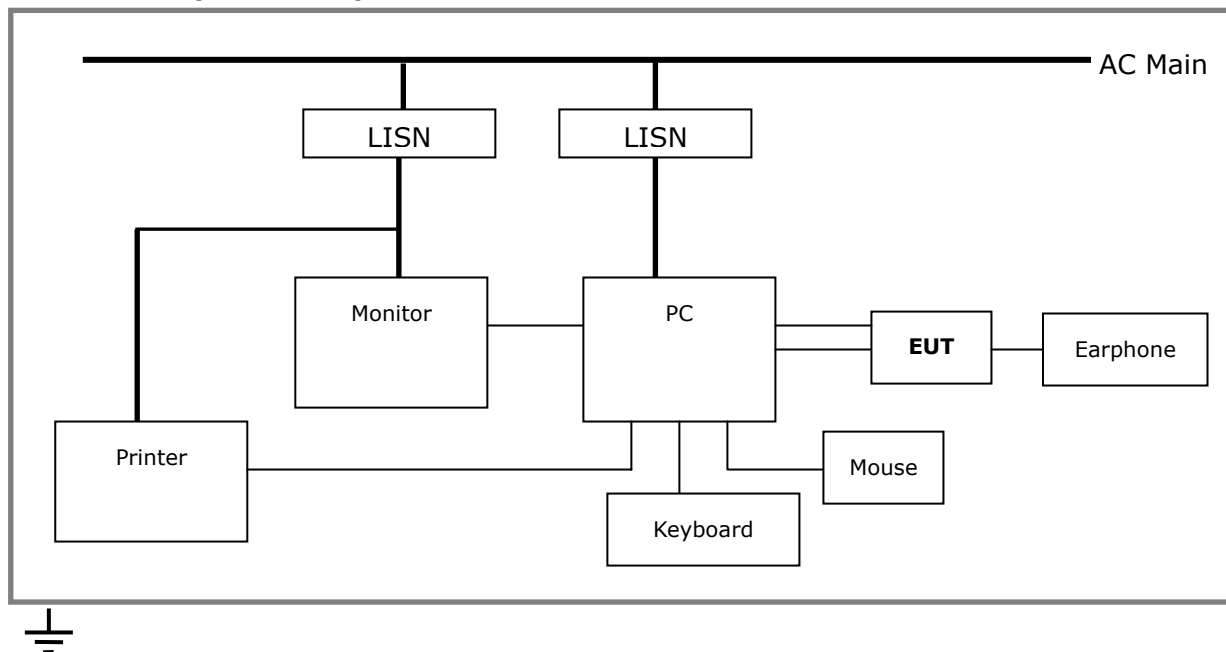 AC Main
LISN
LISN
Monitor
PC
EUT
Earphone
Printer
Mouse
Keyboard